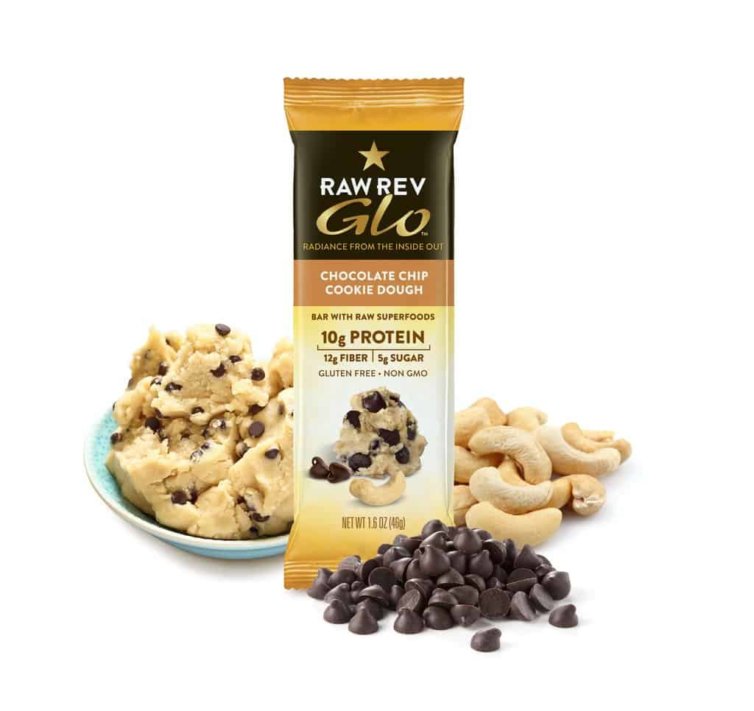 RAW REV
Glo™
RADIANCE FROM THE INSIDE OUT
CHOCOLATE CHIP
COOKIE DOUGH
BAR WITH RAW SUPERFOODS
10g PROTEIN
12g FIBER | 5g SUGAR
GLUTEN FREE • NON GMO
NET WT 1.6 OZ (46g)